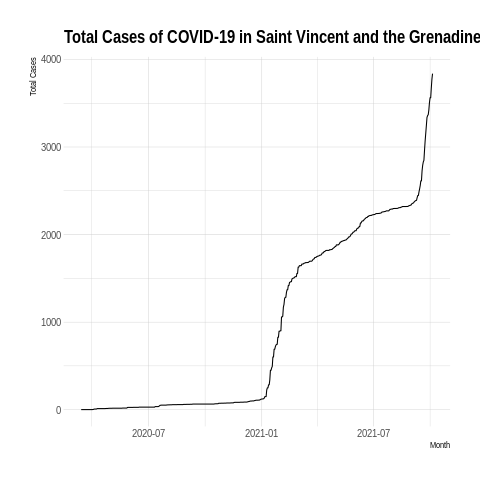 Total Cases of COVID-19 in Saint Vincent and the Grenadine
Total Cases
4000
3000
2000
1000
0
2020-07
2021-01
2021-07
Month